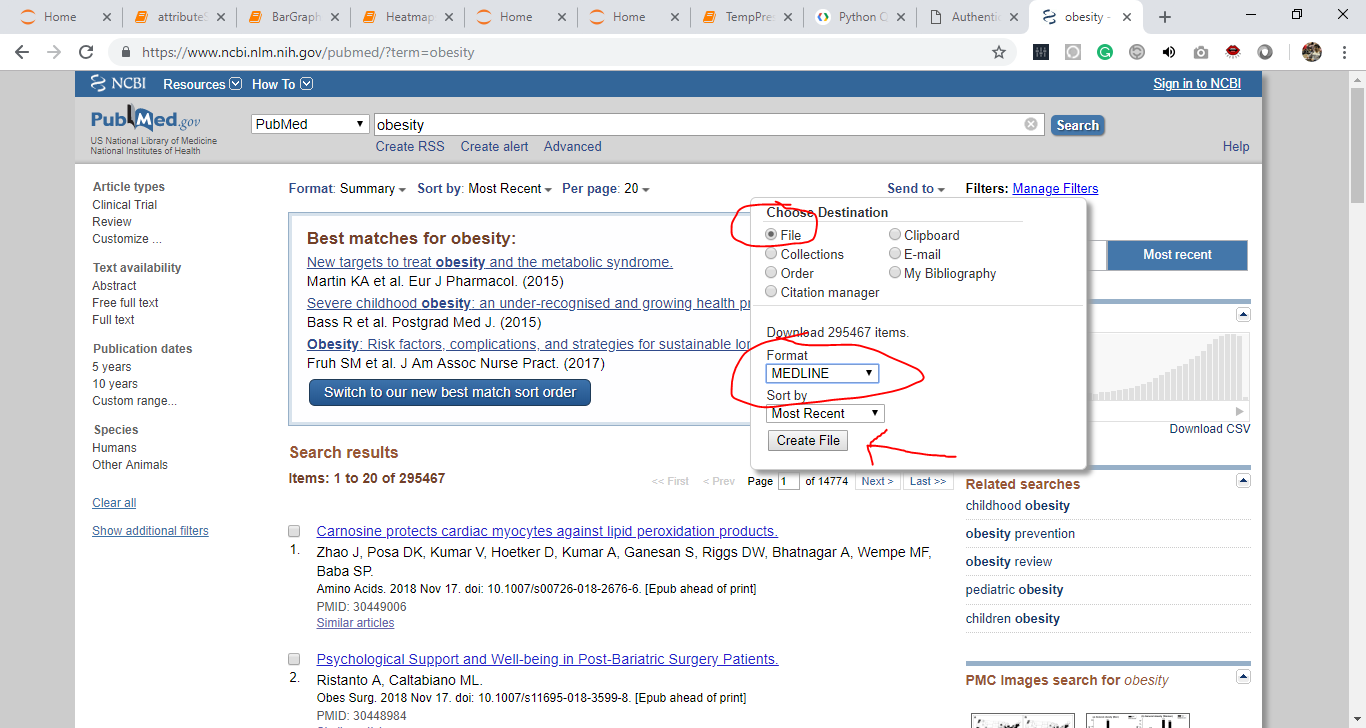 Home
attributeS
BarGraph
Heatmap
Home
Home
TempPres
Python Q
Authentic
obesity -
https://www.ncbi.nlm.nih.gov/pubmed/?term=obesity
NCBI Resources How To Sign in to NCBI
PubMed.gov
US National Library of Medicine
National Institutes of Health
PubMed
obesity
Search
Create RSS Create alert Advanced
Help
Article types
Clinical Trial
Review
Customize ...
Text availability
Abstract
Free full text
Full text
Publication dates
5 years
10 years
Custom range...
Species
Humans
Other Animals
Clear all
Show additional filters
Format: Summary Sort by: Most Recent Per page: 20
Send to
Filters: Manage Filters
Best matches for obesity:
New targets to treat obesity and the metabolic syndrome.
Martin KA et al. Eur J Pharmacol. (2015)
Severe childhood obesity: an under-recognised and growing health pr
Bass R et al. Postgrad Med J. (2015)
Obesity: Risk factors, complications, and strategies for sustainable lon
Fruh SM et al. J Am Assoc Nurse Pract. (2017)
Switch to our new best match sort order
Choose Destination
File Clipboard
Collections E-mail
Order My Bibliography
Citation manager
Download 295467 items.
Format
MEDLINE
Sort by
Most Recent
Create File
Most recent
Download CSV
Search results
Items: 1 to 20 of 295467
<< First < Prev Page 1 of 14774 Next > Last >>
1.
Carnosine protects cardiac myocytes against lipid peroxidation products.
Zhao J, Posa DK, Kumar V, Hoetker D, Kumar A, Ganesan S, Riggs DW, Bhatnagar A, Wempe MF,
Baba SP.
Amino Acids. 2018 Nov 17. doi: 10.1007/s00726-018-2676-6. [Epub ahead of print]
PMID: 30449006
Similar articles
2.
Psychological Support and Well-being in Post-Bariatric Surgery Patients.
Ristanto A, Caltabiano ML.
Obes Surg. 2018 Nov 17. doi: 10.1007/s11695-018-3599-8. [Epub ahead of print]
PMID: 30448984
Related searches
childhood obesity
obesity prevention
obesity review
pediatric obesity
children obesity
PMC Images search for obesity